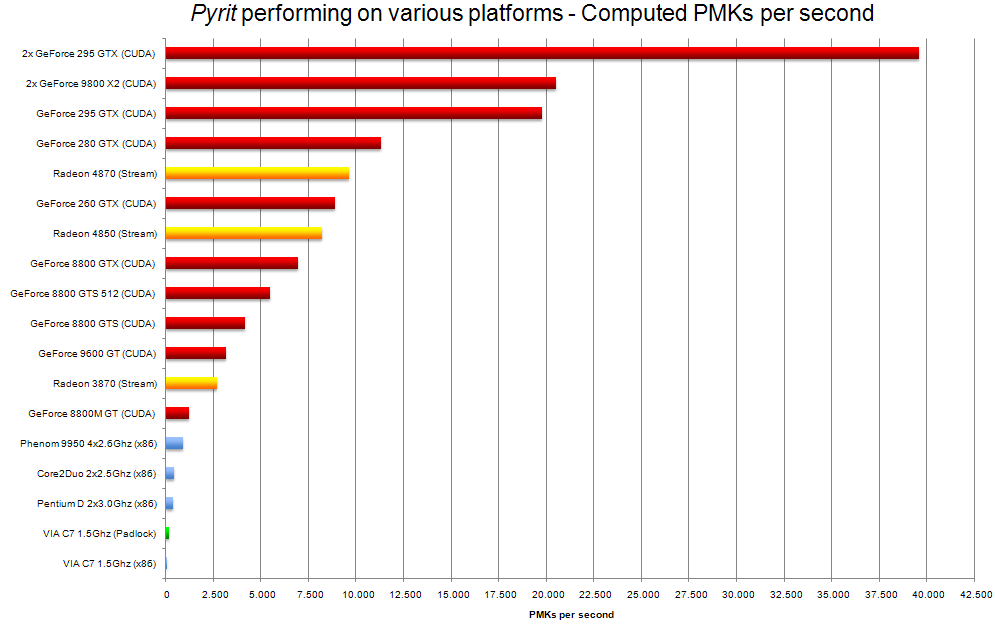 Pyrit performing on various platforms - Computed PMKs per second
2x GeForce 295 GTX (CUDA)
2x GeForce 9800 X2 (CUDA)
GeForce 295 GTX (CUDA)
GeForce 280 GTX (CUDA)
Radeon 4870 (Stream)
GeForce 260 GTX (CUDA)
Radeon 4850 (Stream)
GeForce 8800 GTX (CUDA)
GeForce 8800 GTS 512 (CUDA)
GeForce 8800 GTS (CUDA)
GeForce 9600 GT (CUDA)
Radeon 3870 (Stream)
GeForce 8800M GT (CUDA)
Phenom 9950 4x2.6Ghz (x86)
Core2Duo 2x2.5Ghz (x86)
Pentium D 2x3.0Ghz (x86)
VIA C7 1.5Ghz (Padlock)
VIA C7 1.5Ghz (x86)
0 2.500 5.000 7.500 10.000 12.500 15.000 17.500 20.000 22.500 25.000 27.500 30.000 32.500 35.000 37.500 40.000 42.500
PMKs per second